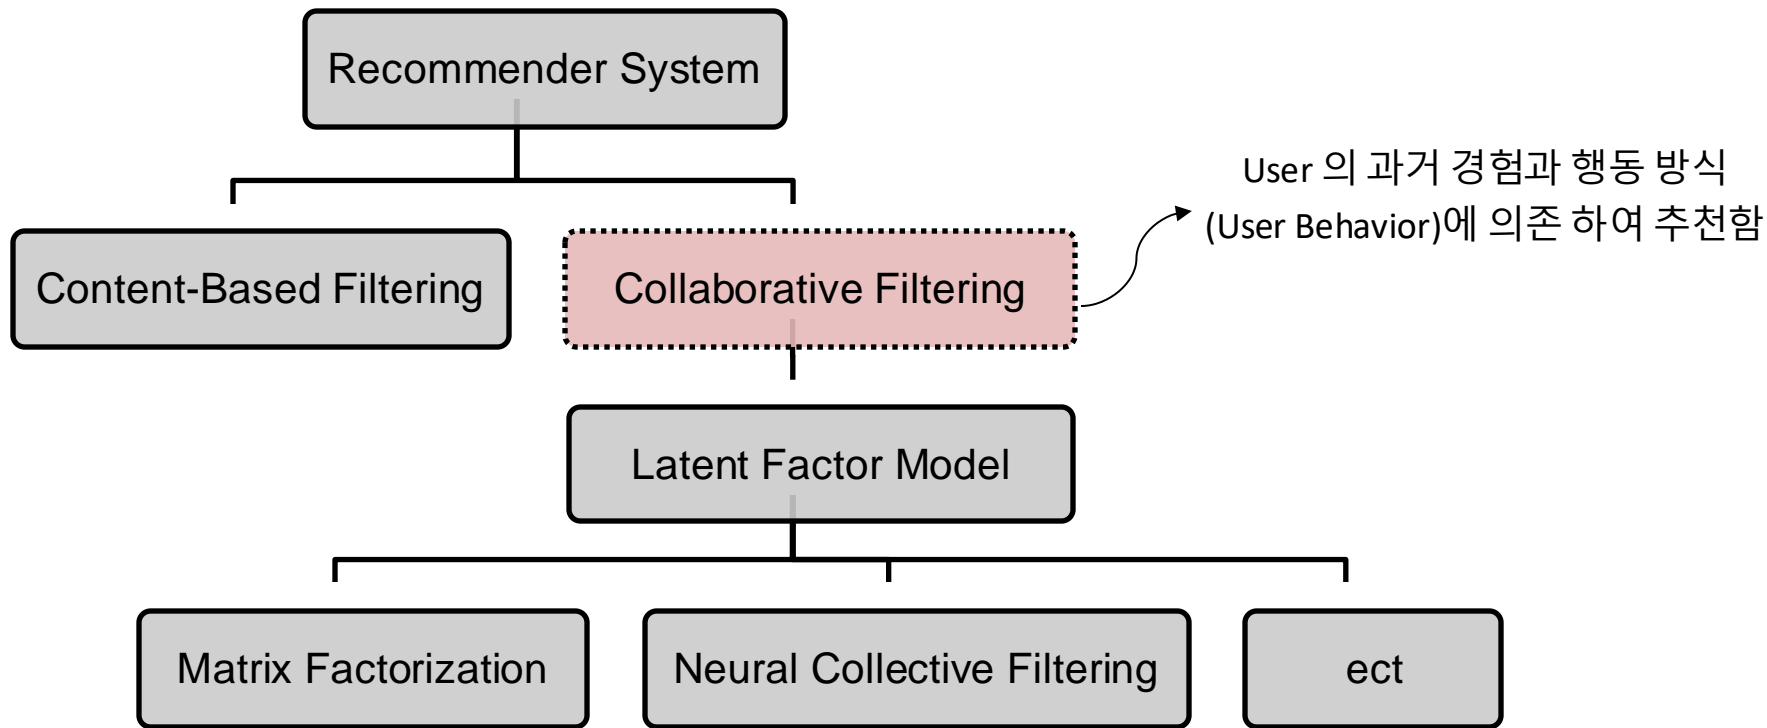 Recommender System
User 의 과거 경험과 행동 방식
(User Behavior)에 의존 하여 추천함
Content-Based Filtering
Collaborative Filtering
Latent Factor Model
Matrix Factorization
Neural Collective Filtering
ect